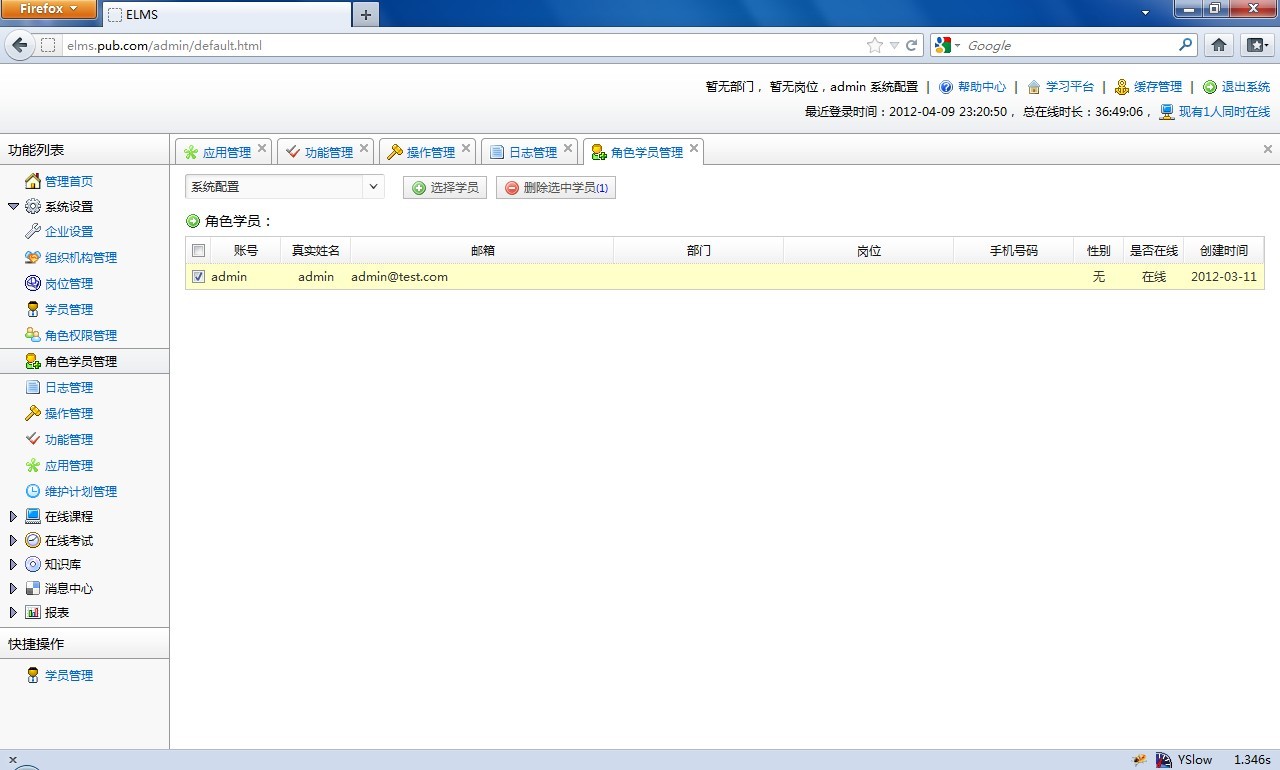 Firefox
ELMS
elms.pub.com/admin/default.html
Google
暂无部门， 暂无岗位，admin 系统配置 | 帮助中心 | 学习平台 | 缓存管理 | 退出系统
最近登录时间：2012-04-09 23:20:50， 总在线时长：36:49:06， 现有1人同时在线
功能列表
应用管理 功能管理 操作管理 日志管理 角色学员管理
管理首页
系统设置
企业设置
组织机构管理
岗位管理
学员管理
角色权限管理
角色学员管理
日志管理
操作管理
功能管理
应用管理
维护计划管理
在线课程
在线考试
知识库
消息中心
报表
快捷操作
学员管理
系统配置 选择学员 删除选中学员(1)
角色学员：
账号 真实姓名 邮箱 部门 岗位 手机号码 性别 是否在线 创建时间
admin admin admin@test.com 无 在线 2012-03-11
YSlow 1.346s